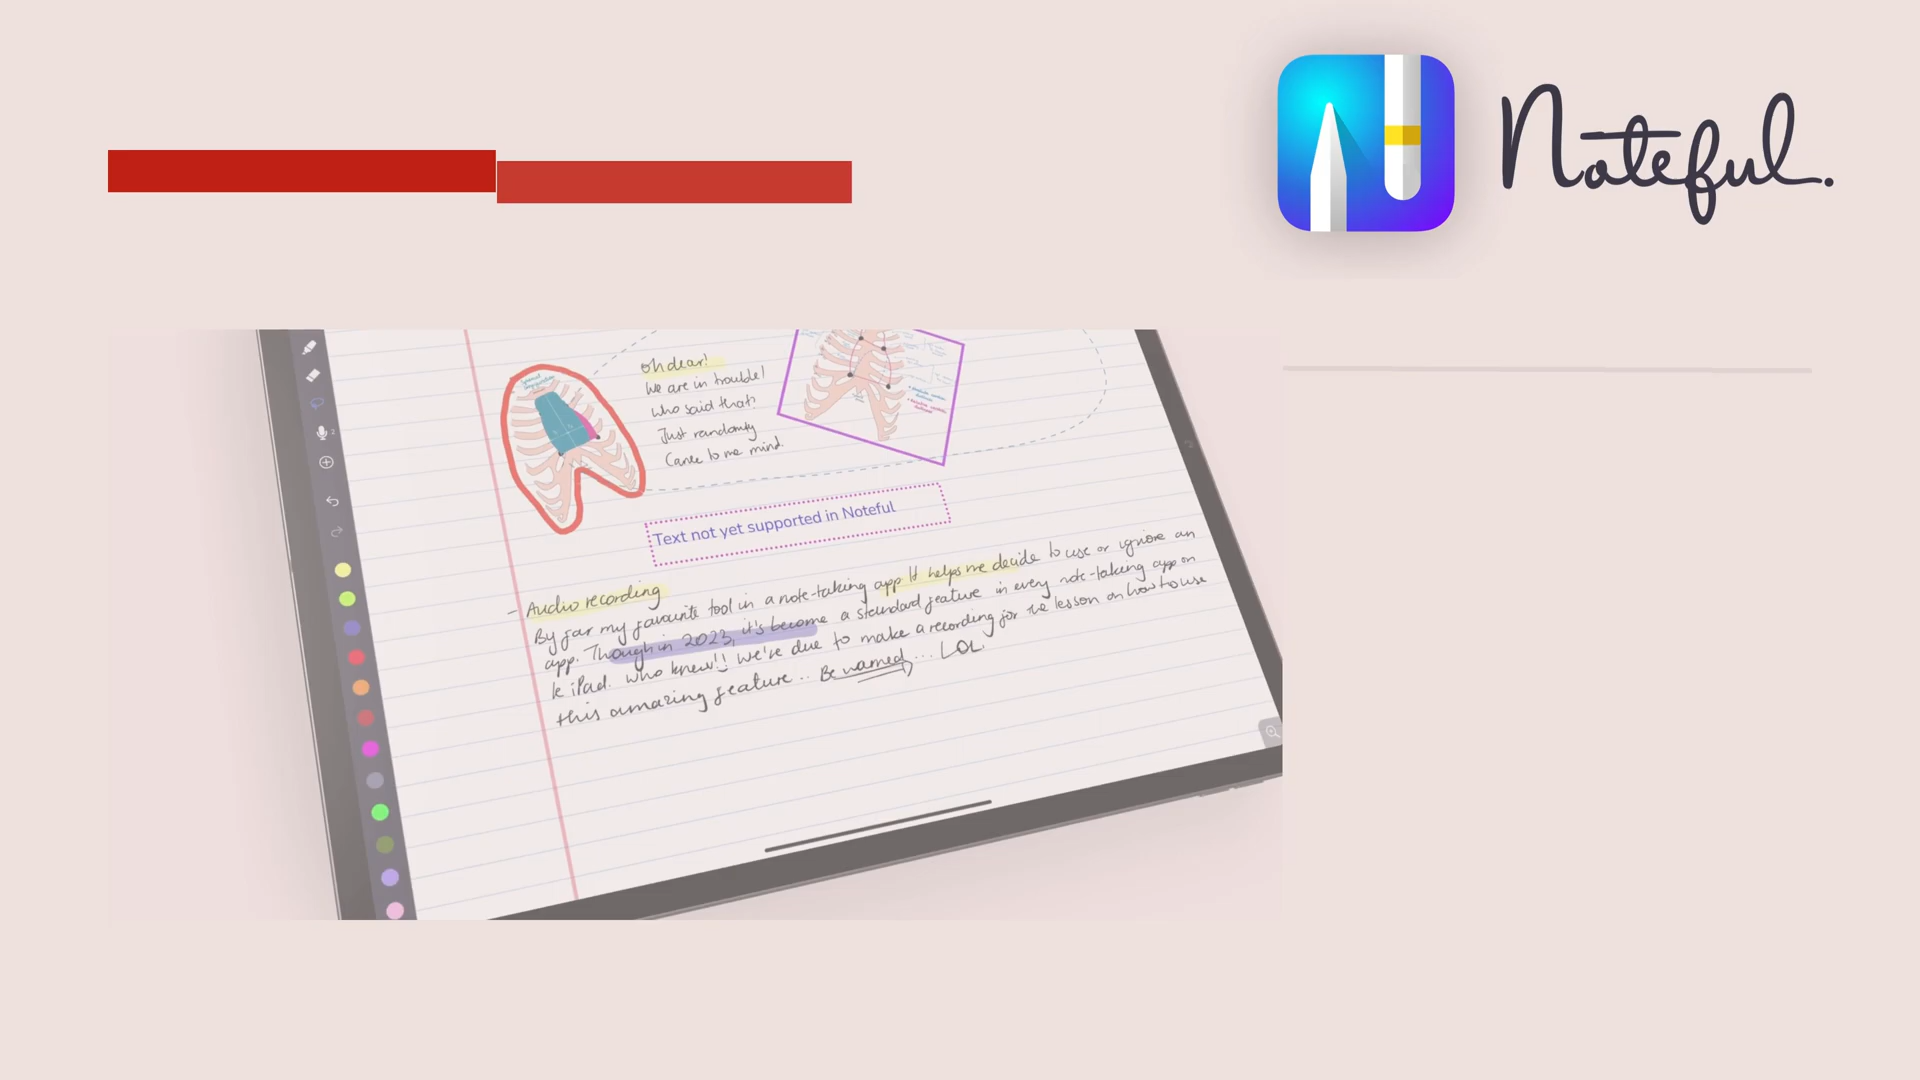 Noteful.
oh dear!
We are in trouble!
who said that?
Just randomly
Came to me mind.
Text not yet supported in Noteful
- Audio recording
By far my favourite tool in a note-taking app It helps me decide to use or ignore an
app. Though in 2023, it's become a standard feature in every note-taking app on
iPad. who knew!! We're due to make a recording for the lesson on how to use
this amazing feature.. Be warned... LOL